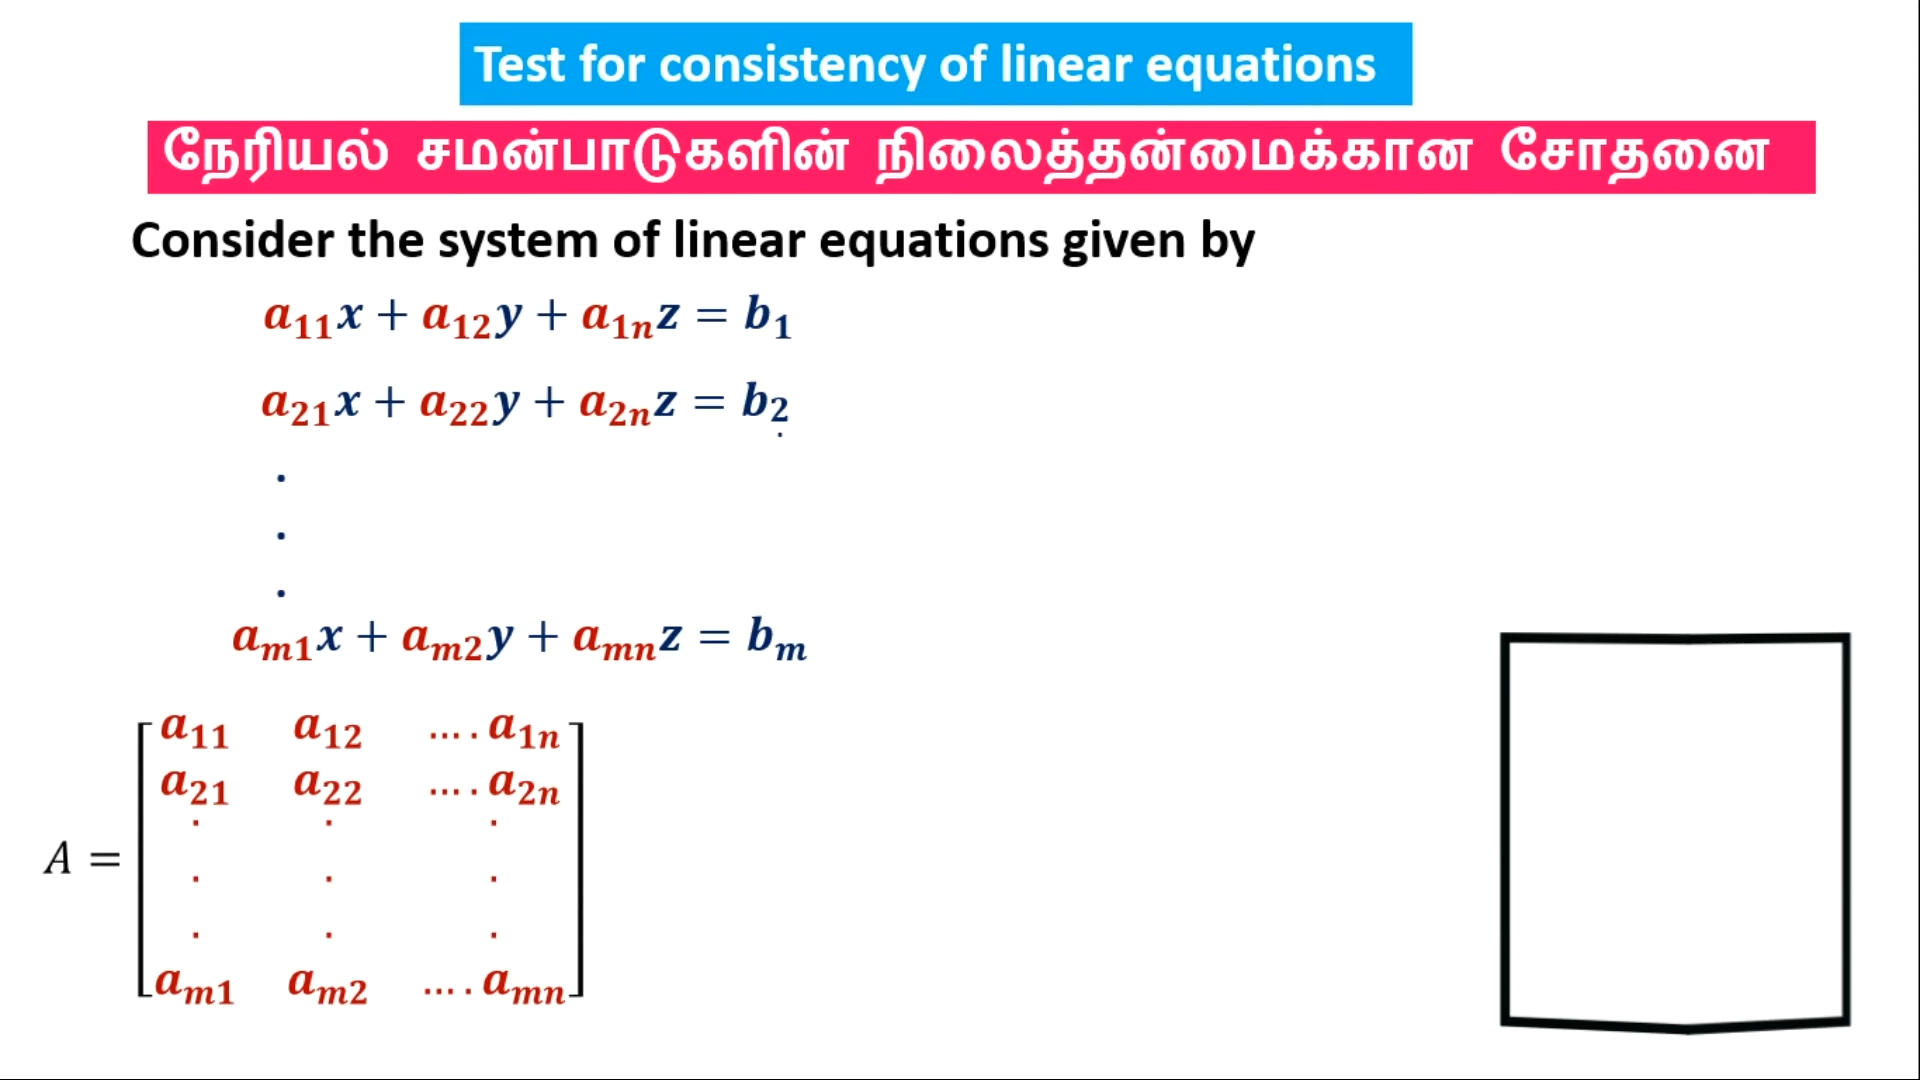 Test for consistency of linear equations
நேரியல் சமன்பாடுகளின் நிலைத்தன்மைக்கான சோதனை
Consider the system of linear equations given by
a₁₁x + a₁₂y + a₁ₙz = b₁
a₂₁x + a₂₂y + a₂ₙz = b₂
.
.
.
.
aₘ₁x + aₘ₂y + aₘₙz = bₘ
a₁₁ a₁₂ .... a₁ₙ
a₂₁ a₂₂ .... a₂ₙ
. . .
A = . . .
. . .
aₘ₁ aₘ₂ .... aₘₙ